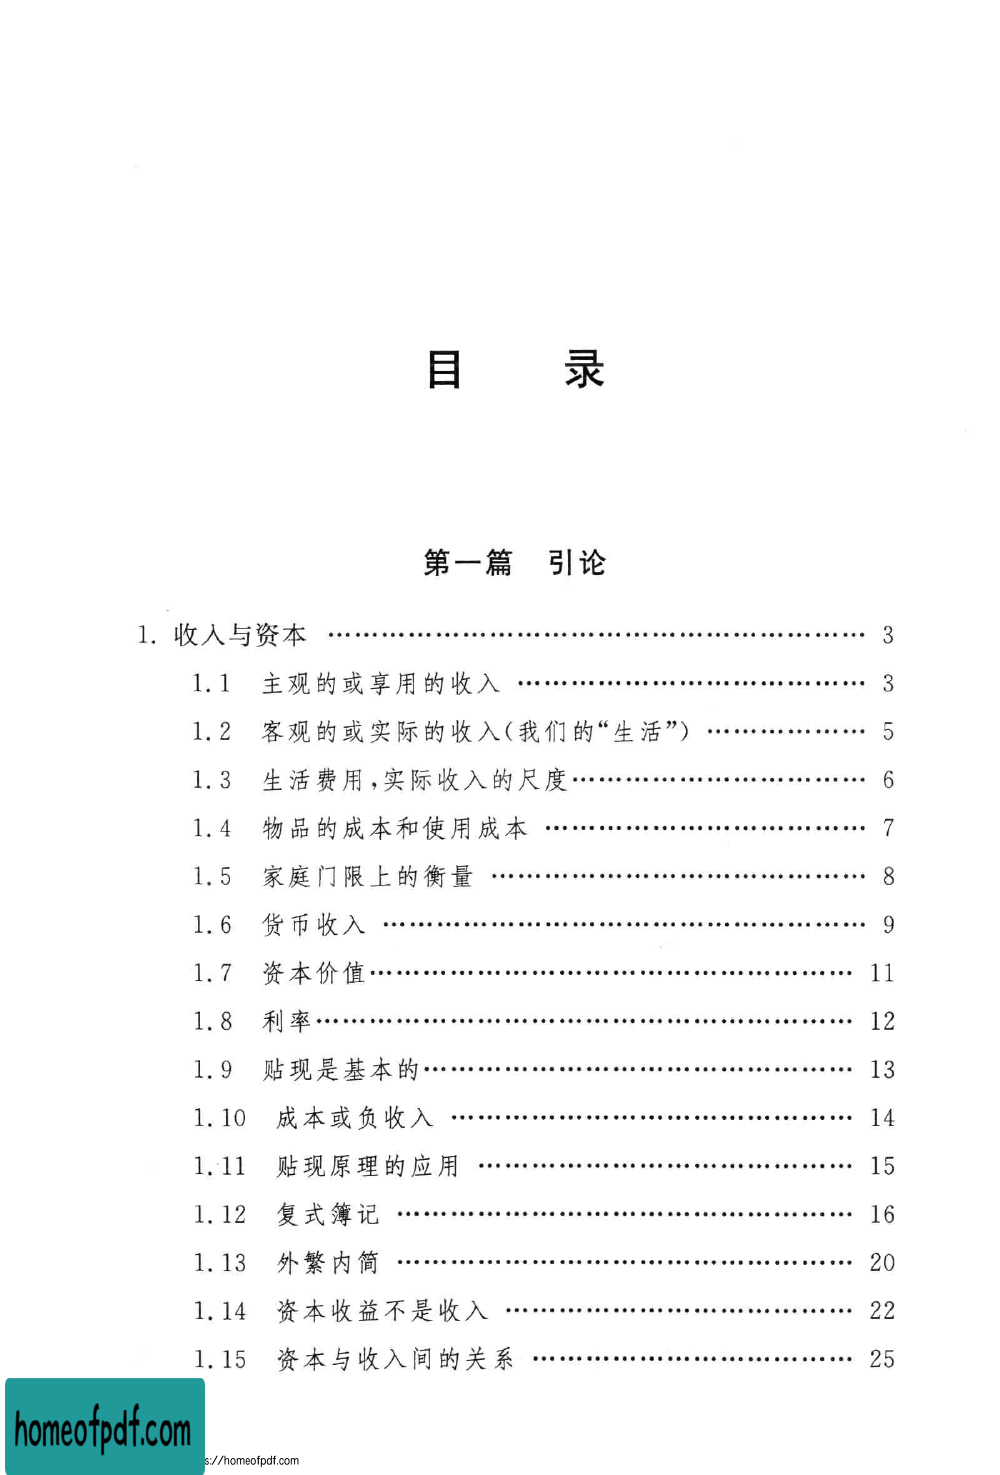 目 录
第一篇 引论
1. 收入与资本 …………………………………………………… 3
1.1 主观的或享用的收入 ………………………………… 3
1.2 客观的或实际的收入(我们的“生活”) ……………… 5
1.3 生活费用,实际收入的尺度…………………………… 6
1.4 物品的成本和使用成本 ……………………………… 7
1.5 家庭门限上的衡量 …………………………………… 8
1.6 货币收入 ……………………………………………… 9
1.7 资本价值……………………………………………… 11
1.8 利率…………………………………………………… 12
1.9 贴现是基本的………………………………………… 13
1.10 成本或负收入 ……………………………………… 14
1.11 贴现原理的应用 …………………………………… 15
1.12 复式簿记 …………………………………………… 16
1.13 外繁内简 …………………………………………… 20
1.14 资本收益不是收入 ………………………………… 22
1.15 资本与收入间的关系 ……………………………… 25
homeofpdf.com
s://homeofpdf.com